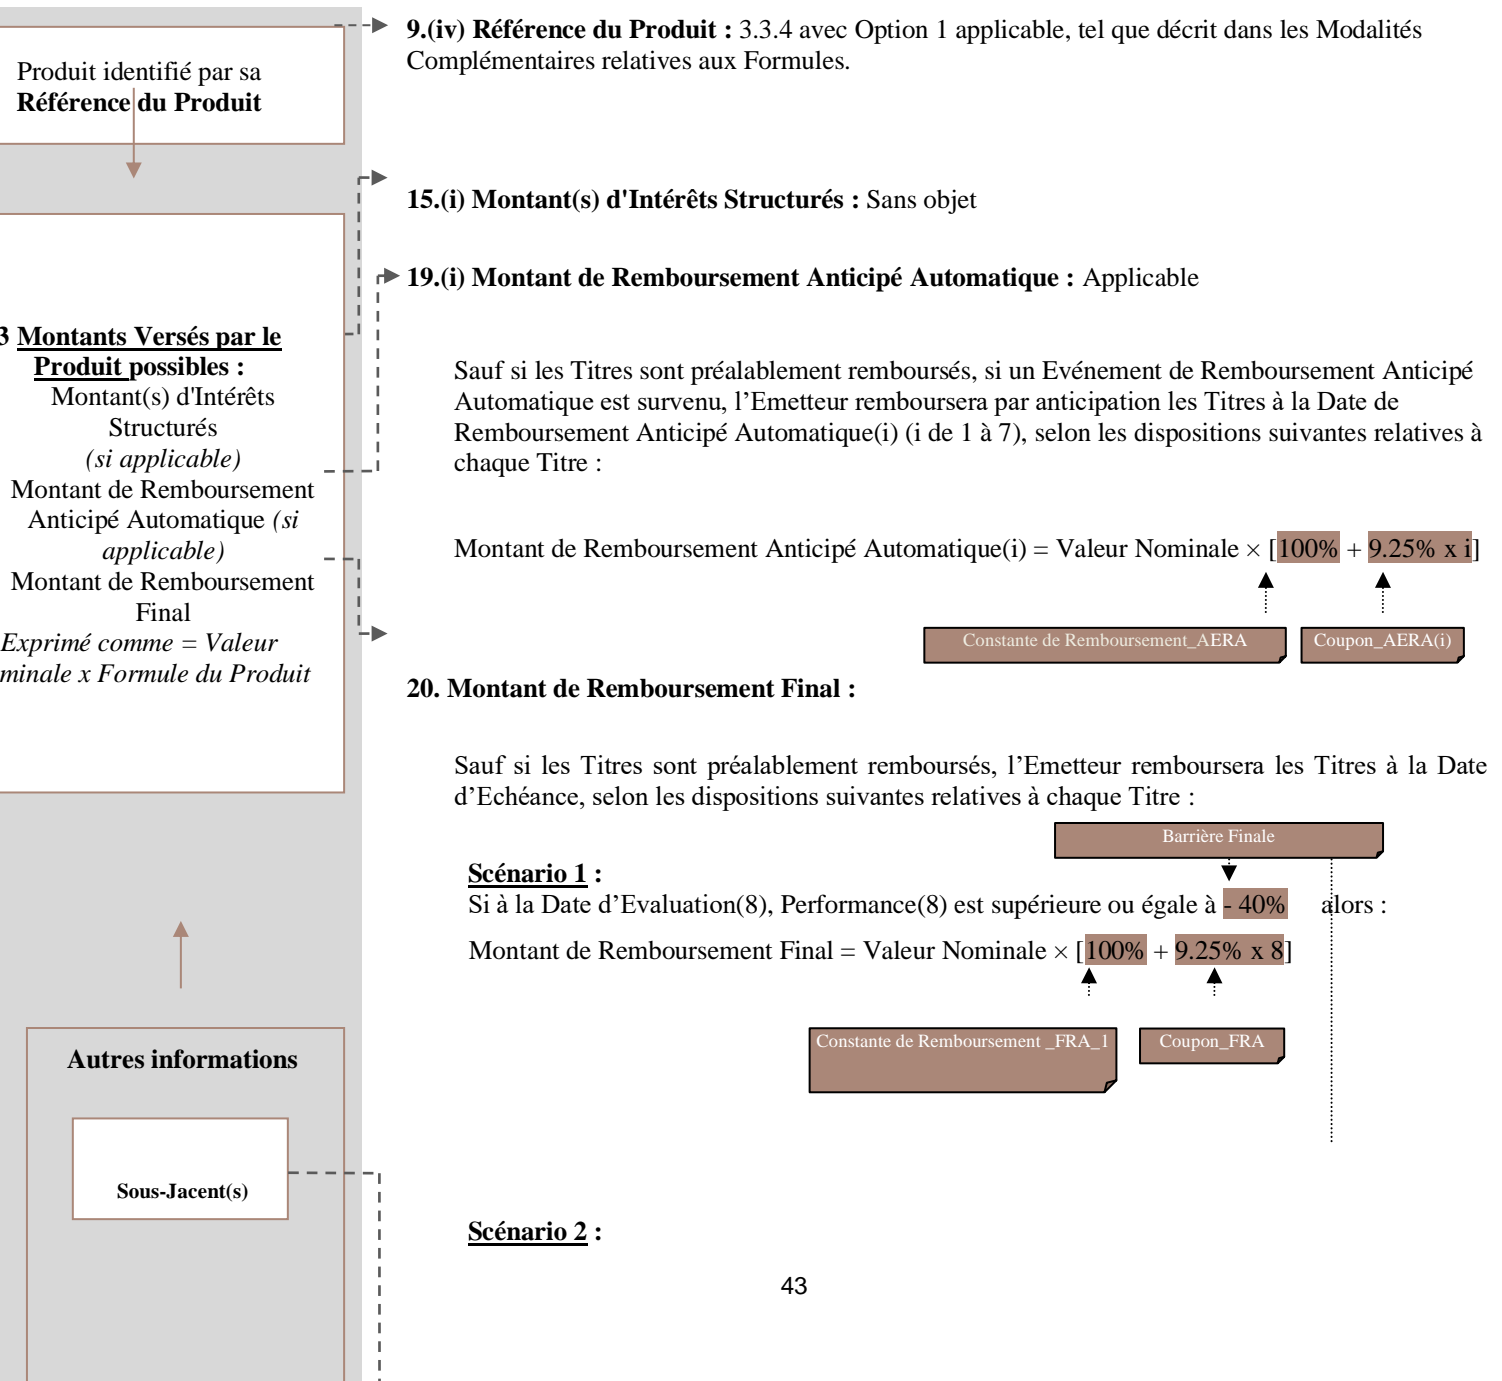 9.(iv) Référence du Produit : 3.3.4 avec Option 1 applicable, tel que décrit dans les Modalités
Complémentaires relatives aux Formules.
Produit identifié par sa
Référence du Produit
15.(i) Montant(s) d'Intérêts Structurés : Sans objet
19.(i) Montant de Remboursement Anticipé Automatique : Applicable
3 Montants Versés par le
Produit possibles :
Montant(s) d'Intérêts
Structurés
(si applicable)
Montant de Remboursement
Anticipé Automatique (si
applicable)
Montant de Remboursement
Final
Exprimé comme = Valeur
minale x Formule du Produit
Sauf si les Titres sont préalablement remboursés, si un Evénement de Remboursement Anticipé
Automatique est survenu, l’Emetteur remboursera par anticipation les Titres à la Date de
Remboursement Anticipé Automatique(i) (i de 1 à 7), selon les dispositions suivantes relatives à
chaque Titre :
Montant de Remboursement Anticipé Automatique(i) = Valeur Nominale × [100% + 9.25% x i]
Constante de Remboursement_AERA
Coupon_AERA(i)
20. Montant de Remboursement Final :
Sauf si les Titres sont préalablement remboursés, l’Emetteur remboursera les Titres à la Date
d’Echéance, selon les dispositions suivantes relatives à chaque Titre :
Barrière Finale
Scénario 1 :
Si à la Date d’Evaluation(8), Performance(8) est supérieure ou égale à - 40% alors :
Montant de Remboursement Final = Valeur Nominale × [100% + 9.25% x 8]
Constante de Remboursement _FRA_1
Coupon_FRA
Autres informations
Sous-Jacent(s)
Scénario 2 :
43